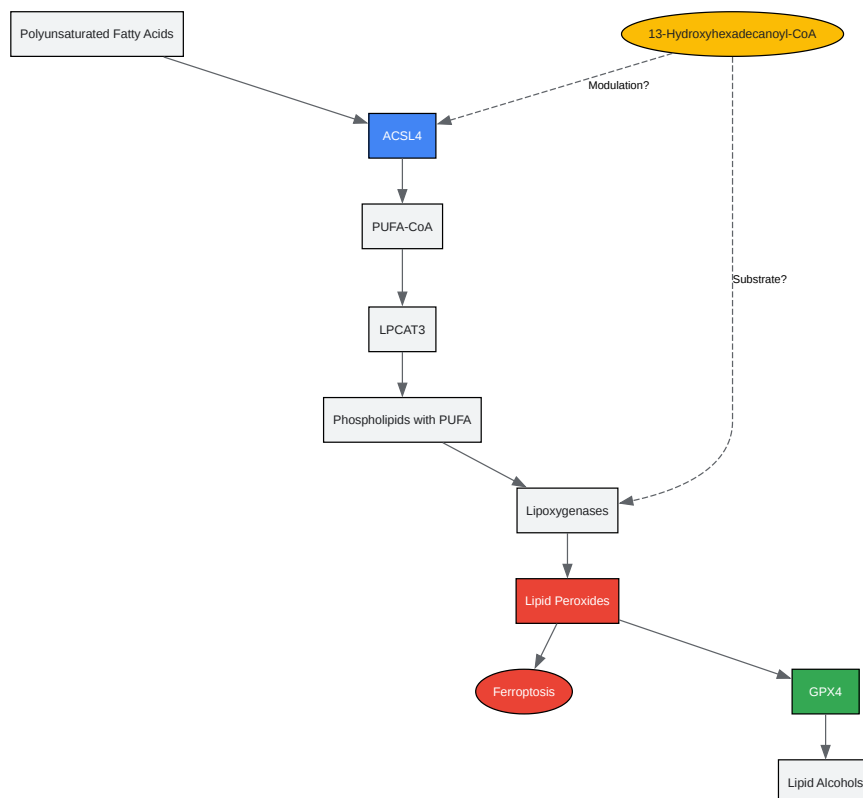 Polyunsaturated Fatty Acids
13-Hydroxyhexadecanoyl-CoA
Modulation?
ACSL4
PUFA-CoA
Substrate?
LPCAT3
Phospholipids with PUFA
Lipoxygenases
Lipid Peroxides
Ferroptosis
GPX4
Lipid Alcohols